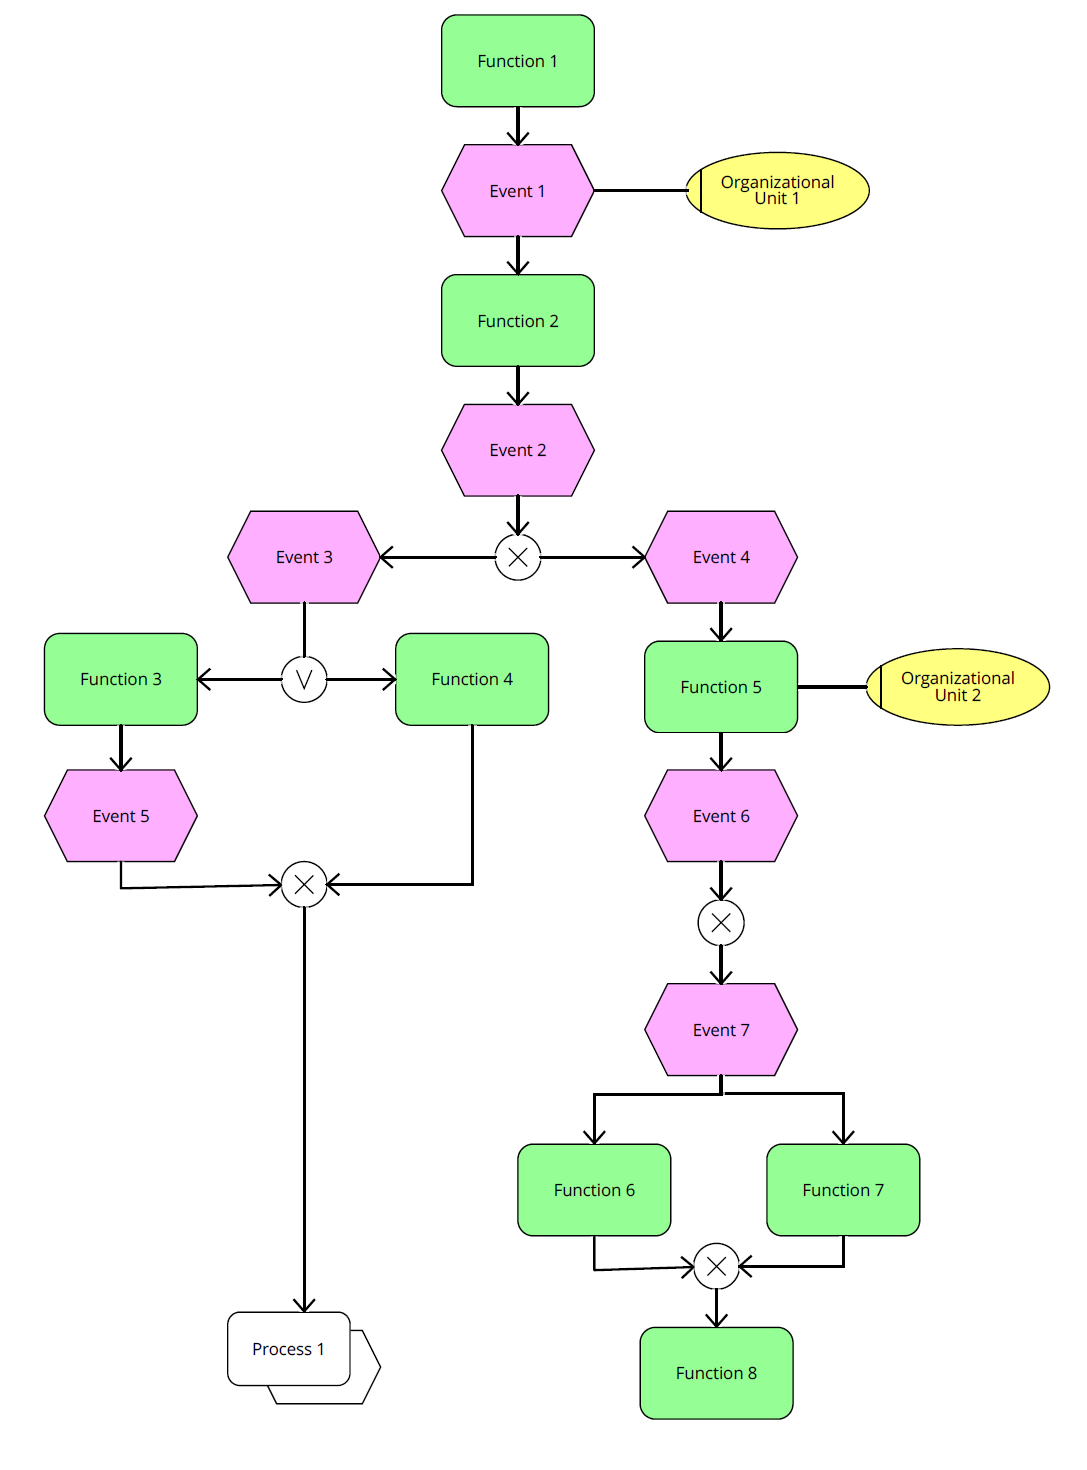 Function 1
Event 1
Organizational
Unit 1
Function 2
Event 2
Event 3
Event 4
Function 3
V
Function 4
Function 5
Organizational
Unit 2
Event 5
Event 6
Event 7
Function 6
Function 7
Process 1
Function 8